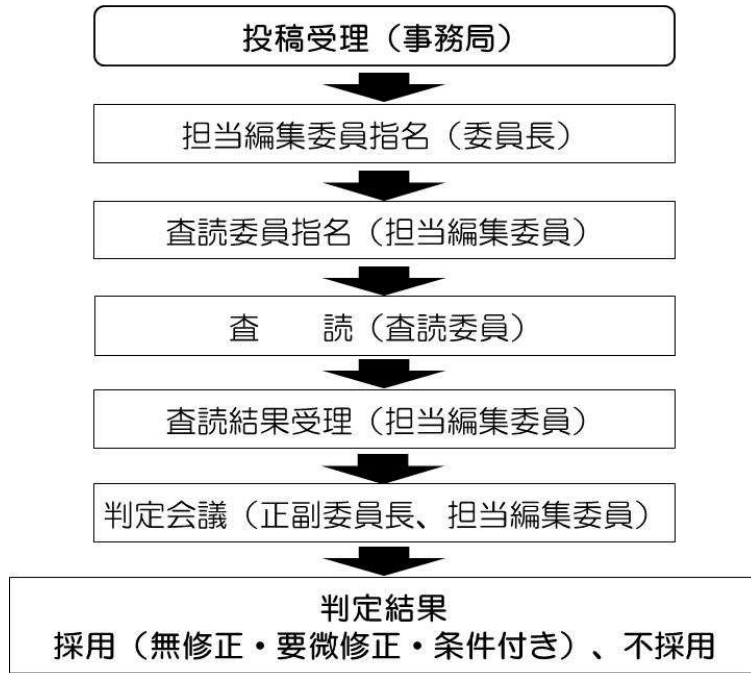 投稿受理（事務局）
担当編集委員指名（委員長）
査読委員指名（担当編集委員）
査　　読（査読委員）
査読結果受理（担当編集委員）
判定会議（正副委員長、担当編集委員）
判定結果
採用（無修正・要微修正・条件付き）、不採用